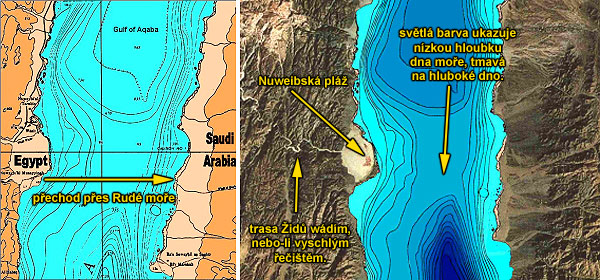 Gulf of Aqaba
Egypt
Saudi
Arabia
přechod přes Rudé moře
Nuweibská pláž
světlá barva ukazuje
nízkou hloubku
dna moře, tmavá
na hluboké dno.
trasa Židů wádím,
nebo-li vyschlým
řečištěm.